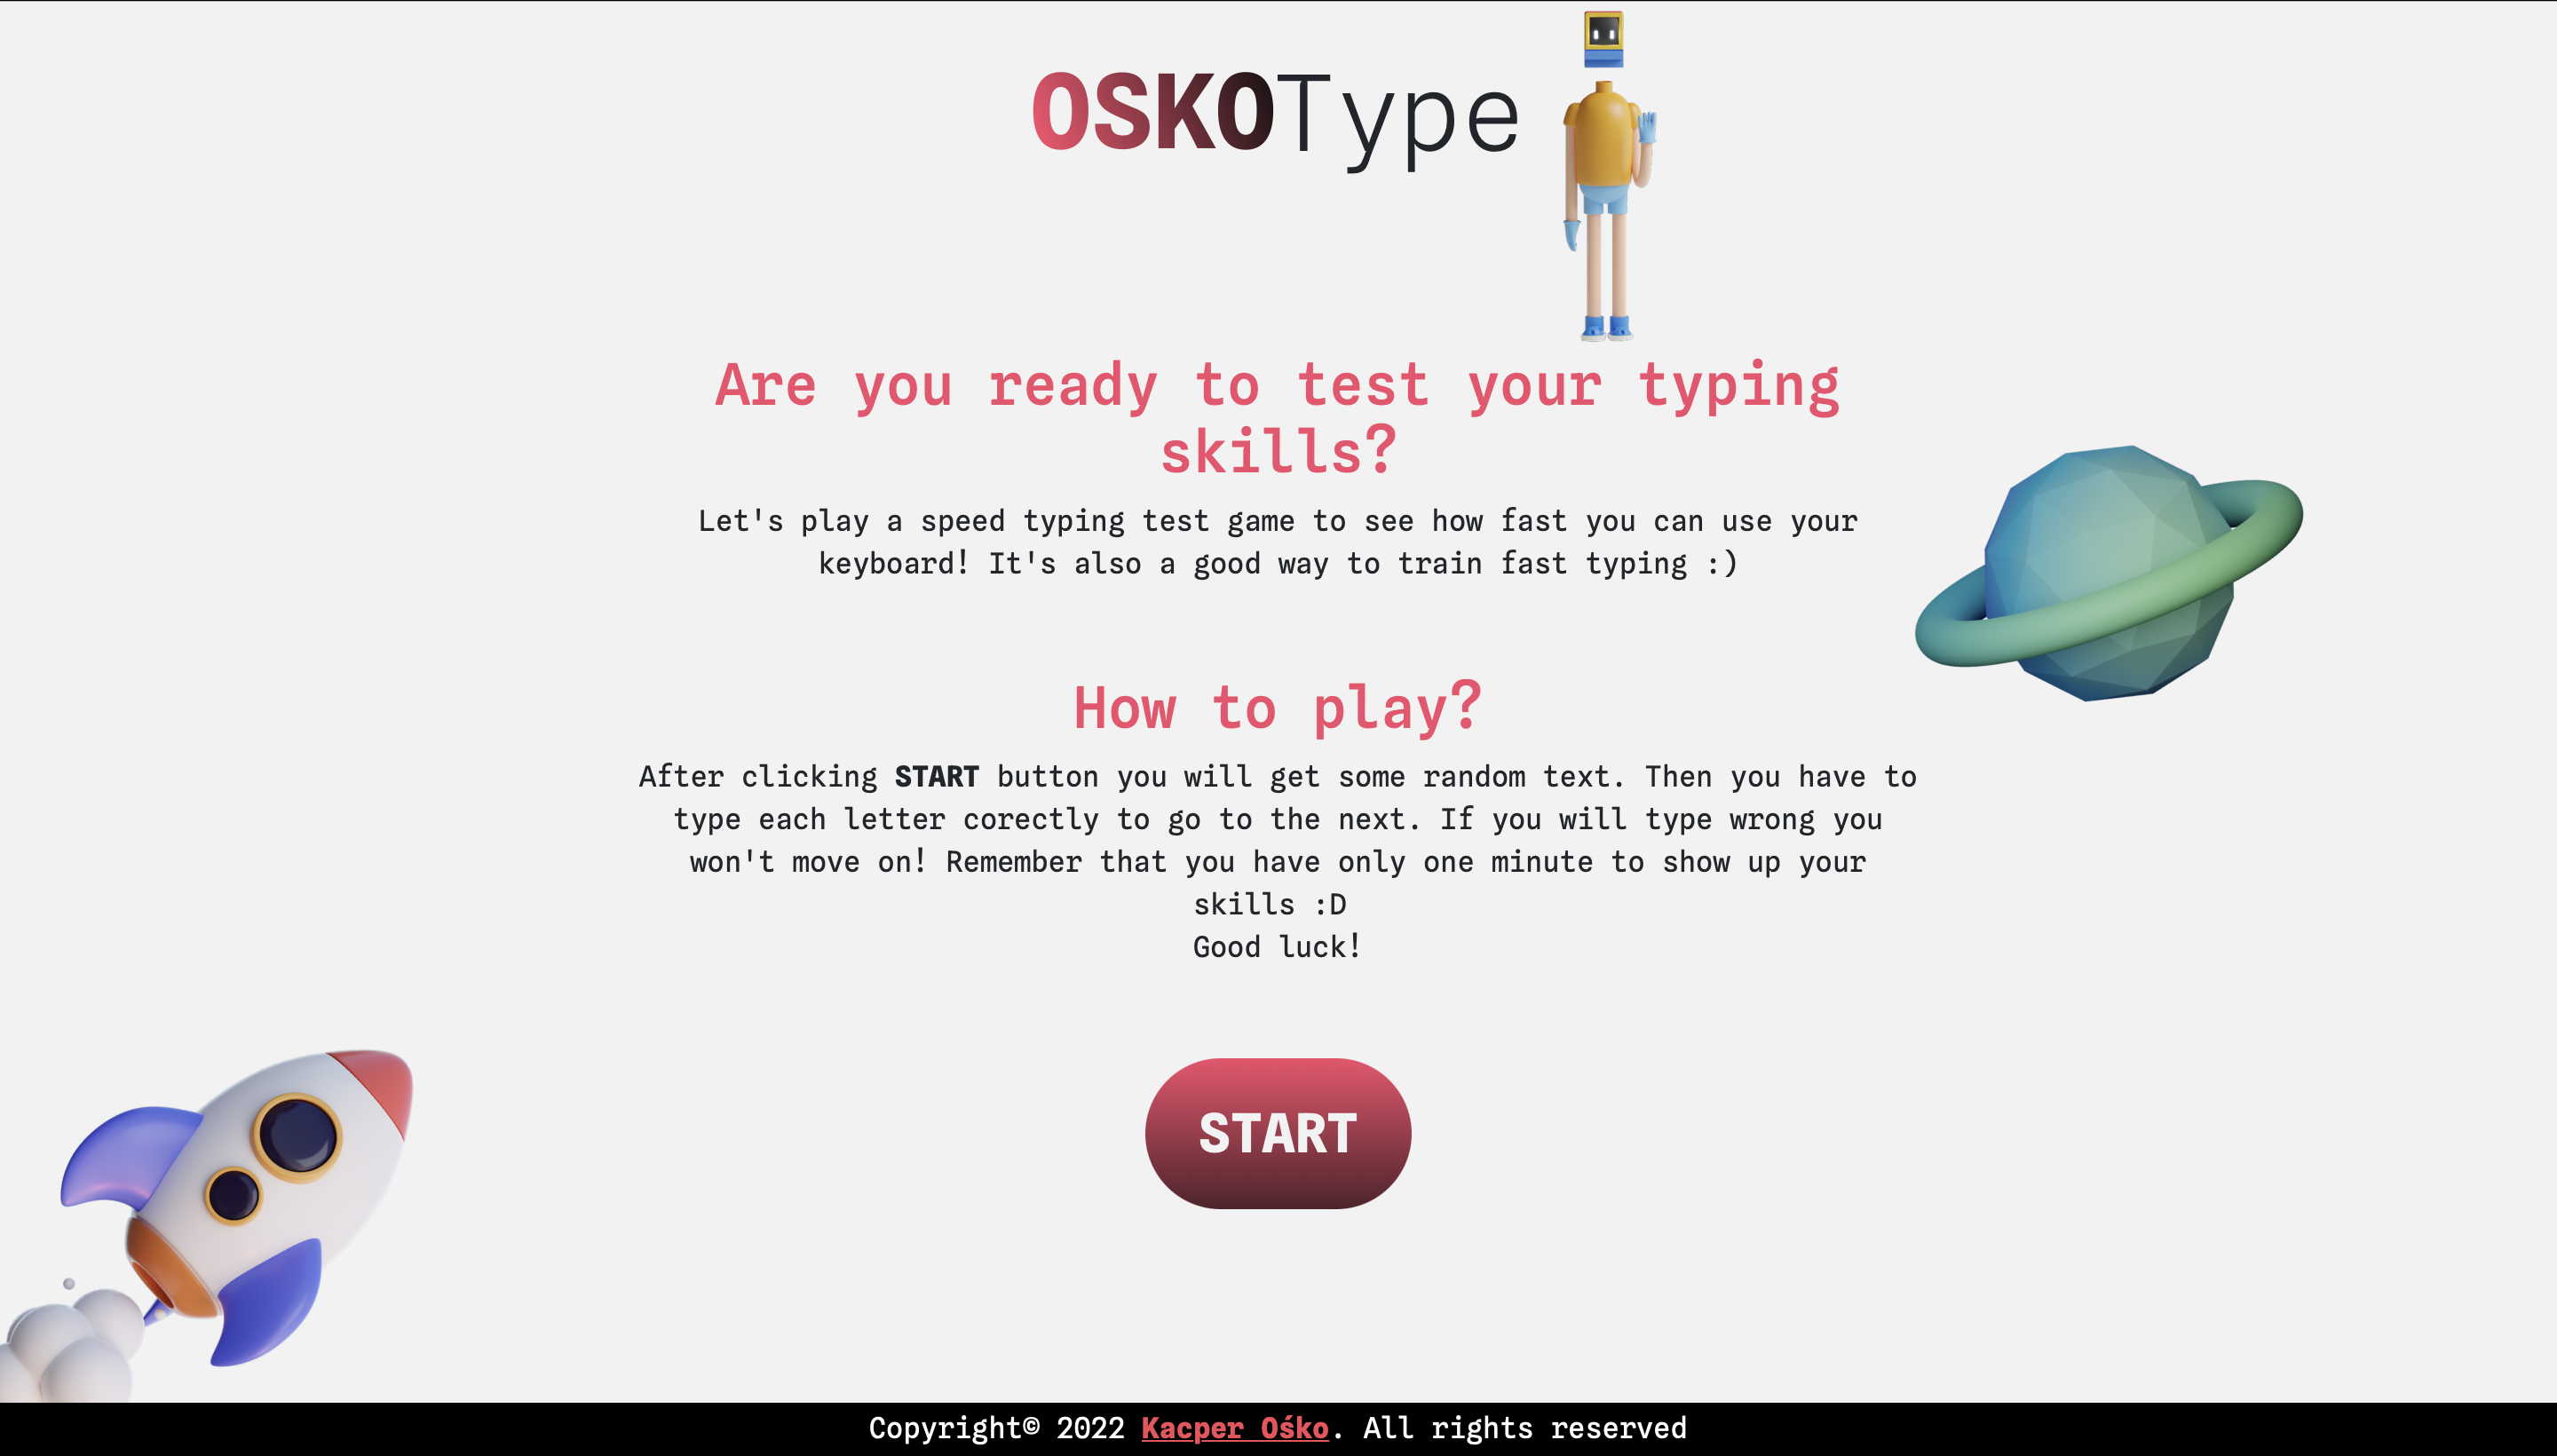 OSKOType
Are you ready to test your typing
skills?
Let's play a speed typing test game to see how fast you can use your
keyboard! It's also a good way to train fast typing :)
How to play?
After clicking START button you will get some random text. Then you have to
type each letter corectly to go to the next. If you will type wrong you
won't move on! Remember that you have only one minute to show up your
skills :D
Good luck!
START
Copyright© 2022 Kacper Ośko. All rights reserved